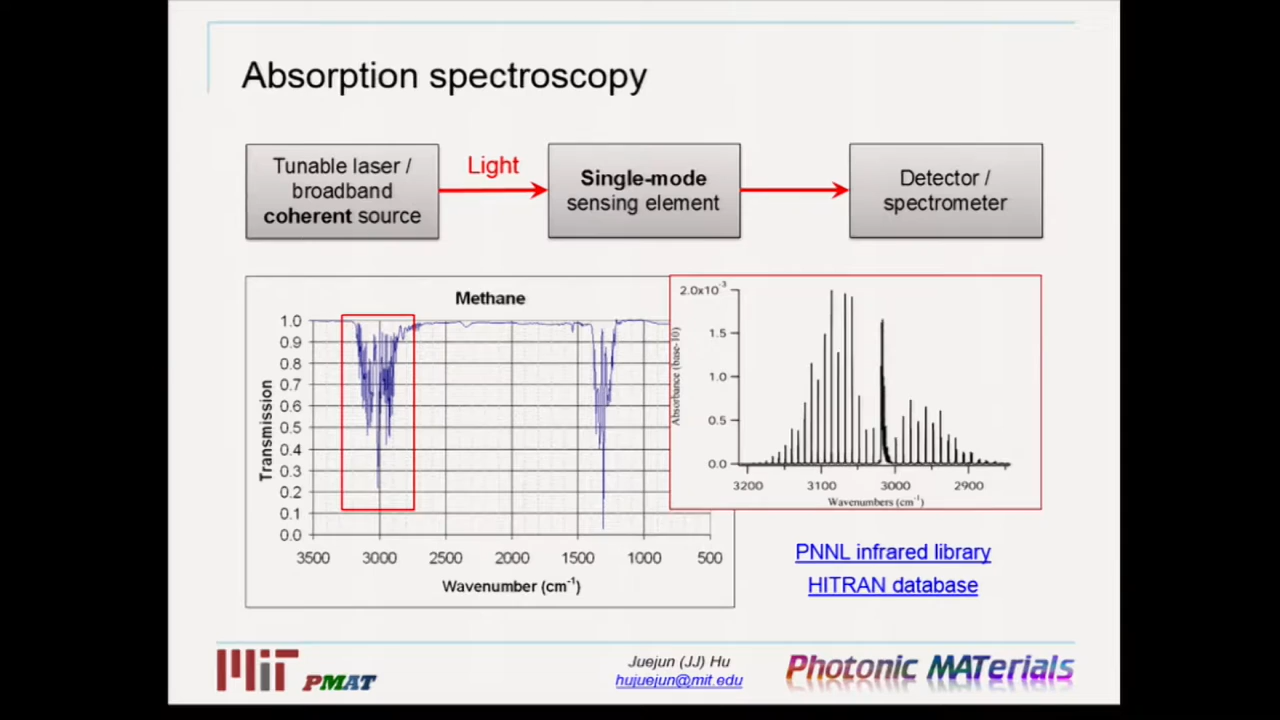 Absorption spectroscopy
Tunable laser /
broadband
coherent source
Light
Single-mode
sensing element
Detector /
spectrometer
Methane
1.0
0.9
0.8
0.7
0.6
0.5
0.4
0.3
0.2
0.1
0.0
Transmission
3500 3000 2500 2000 1500 1000 500
Wavenumber (cm⁻¹)
2.0x10⁻³
1.5
1.0
0.5
0.0
Absorbance (base-10)
3200 3100 3000 2900
Wavenumbers (cm⁻¹)
PNNL infrared library
HITRAN database
MIT PMAT
Juejun (JJ) Hu
hujuejun@mit.edu
Photonic MATerials